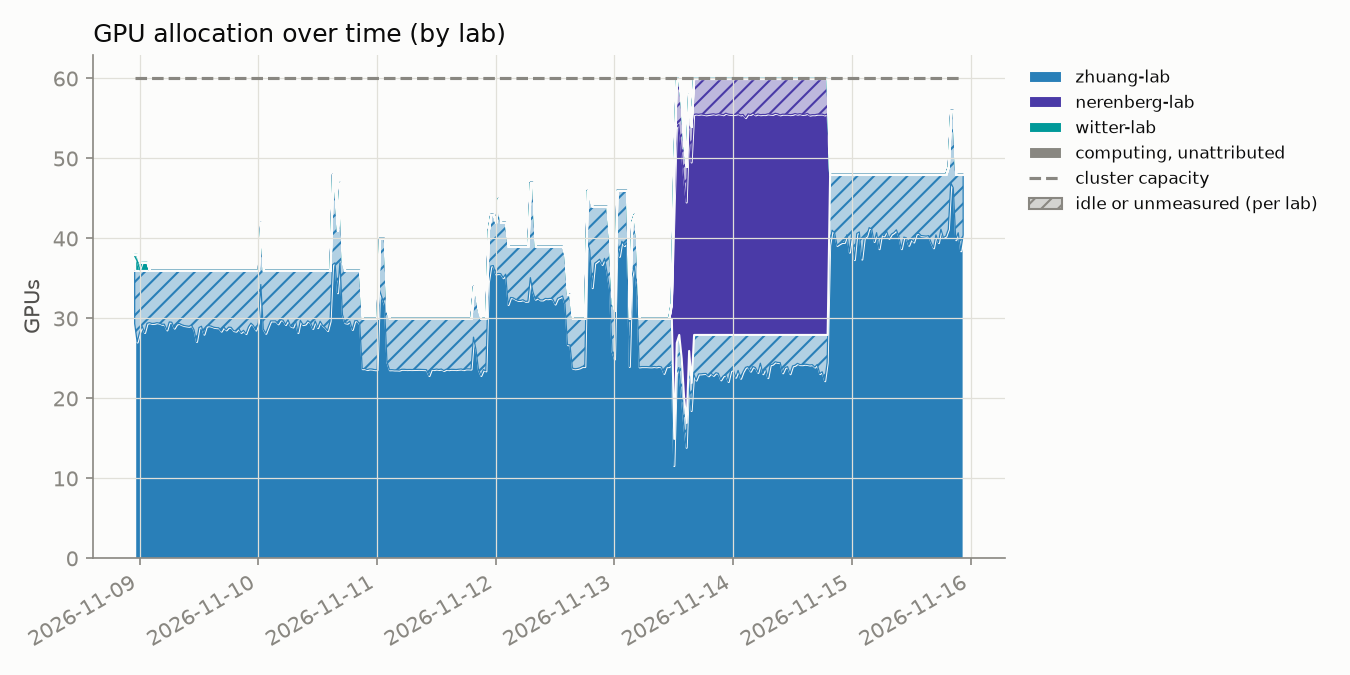 GPU allocation over time (by lab)
GPUs
60
50
40
30
20
10
0
2026-11-09
2026-11-10
2026-11-11
2026-11-12
2026-11-13
2026-11-14
2026-11-15
2026-11-16
zhuang-lab
nerenberg-lab
witter-lab
computing, unattributed
cluster capacity
idle or unmeasured (per lab)